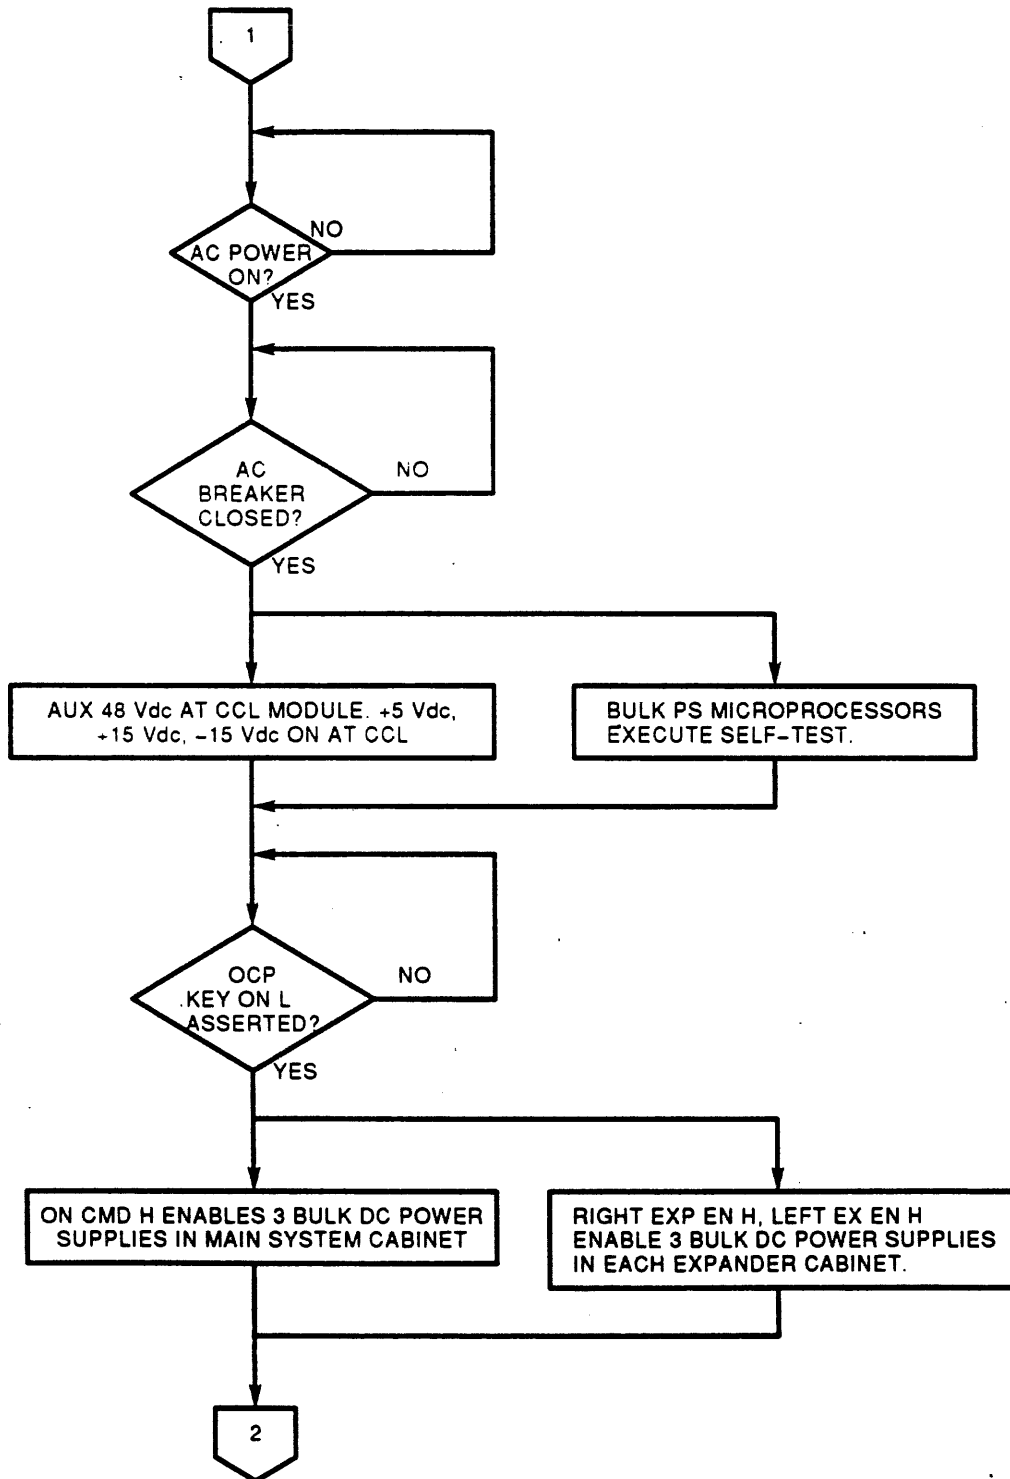 1
NO
AC POWER
ON?
YES
AC
BREAKER
CLOSED?
NO
YES
AUX 48 Vdc AT CCL MODULE. +5 Vdc,
+15 Vdc, –15 Vdc ON AT CCL
BULK PS MICROPROCESSORS
EXECUTE SELF–TEST.
OCP
KEY ON L
ASSERTED?
NO
YES
ON CMD H ENABLES 3 BULK DC POWER
SUPPLIES IN MAIN SYSTEM CABINET
RIGHT EXP EN H, LEFT EX EN H
ENABLE 3 BULK DC POWER SUPPLIES
IN EACH EXPANDER CABINET.
2